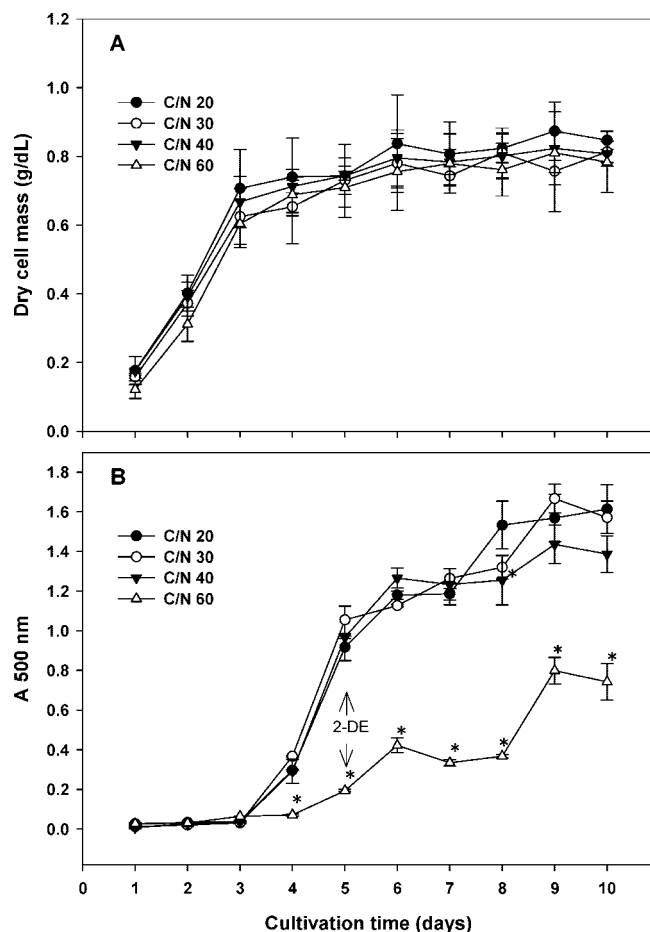 A
C/N 20
C/N 30
C/N 40
C/N 60
Dry cell mass (g/dL)
1.2
1.0
0.8
0.6
0.4
0.2
0.0
B
C/N 20
C/N 30
C/N 40
C/N 60
A 500 nm
1.6
1.4
1.2
1.0
0.8
0.6
0.4
0.2
0.0
*
2-DE
* * * * * * *
0 1 2 3 4 5 6 7 8 9 10
Cultivation time (days)